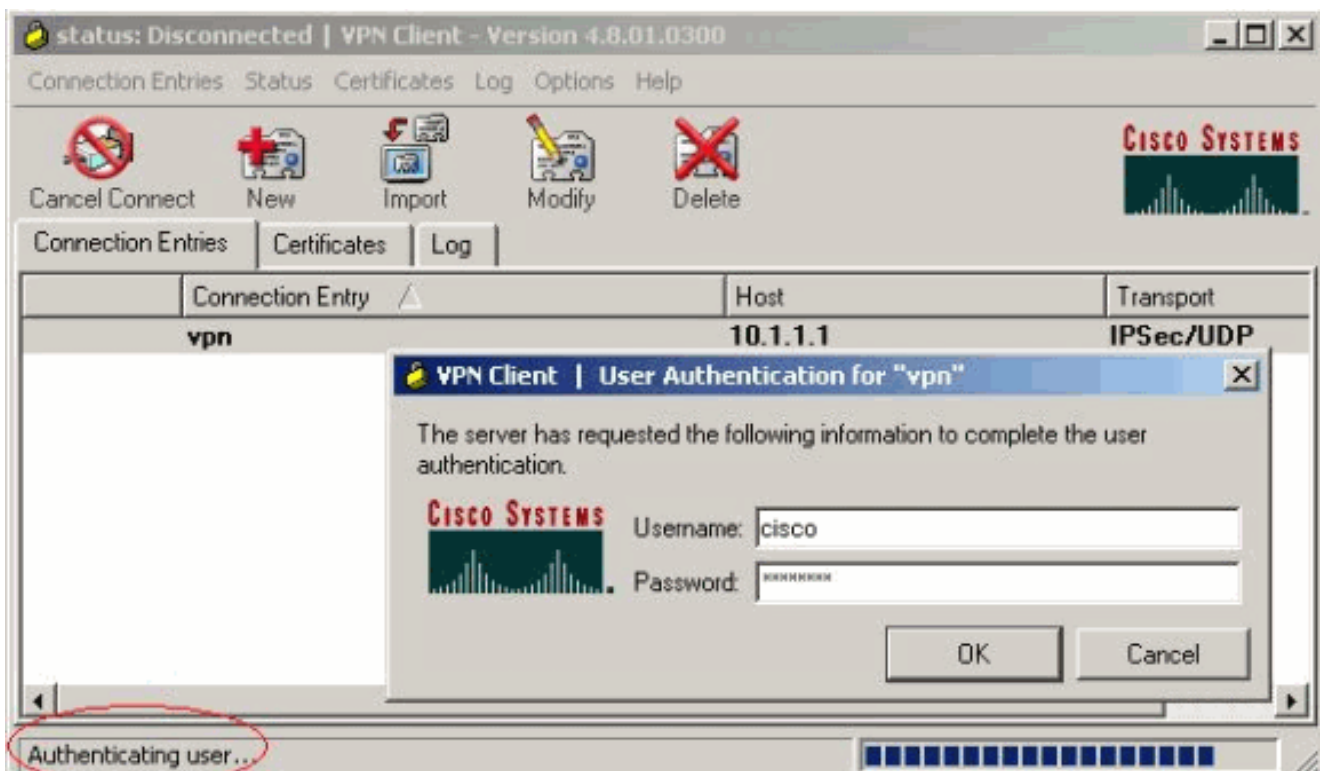 status: Disconnected | VPN Client - Version 4.8.01.0300
Connection Entries Status Certificates Log Options Help
Cancel Connect New Import Modify Delete
CISCO SYSTEMS
Connection Entries Certificates Log
Connection Entry Host Transport
vpn 10.1.1.1 IPSec/UDP
VPN Client | User Authentication for "vpn"
The server has requested the following information to complete the user
authentication.
CISCO SYSTEMS
Username: cisco
Password: ********
OK Cancel
Authenticating user...